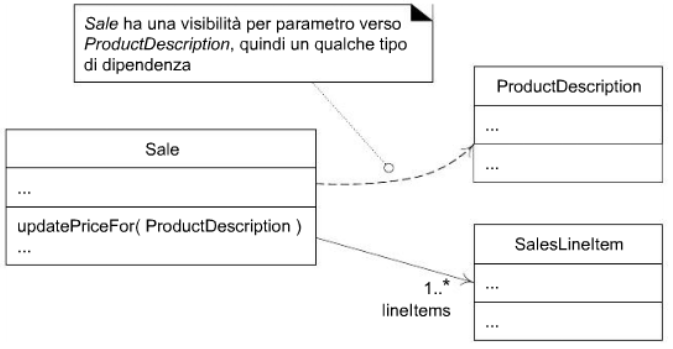 Sale ha una visibilità per parametro verso
ProductDescription, quindi un qualche tipo
di dipendenza
ProductDescription
...
...
Sale
...
updatePriceFor( ProductDescription )
...
SalesLineItem
...
...
1..*
lineItems